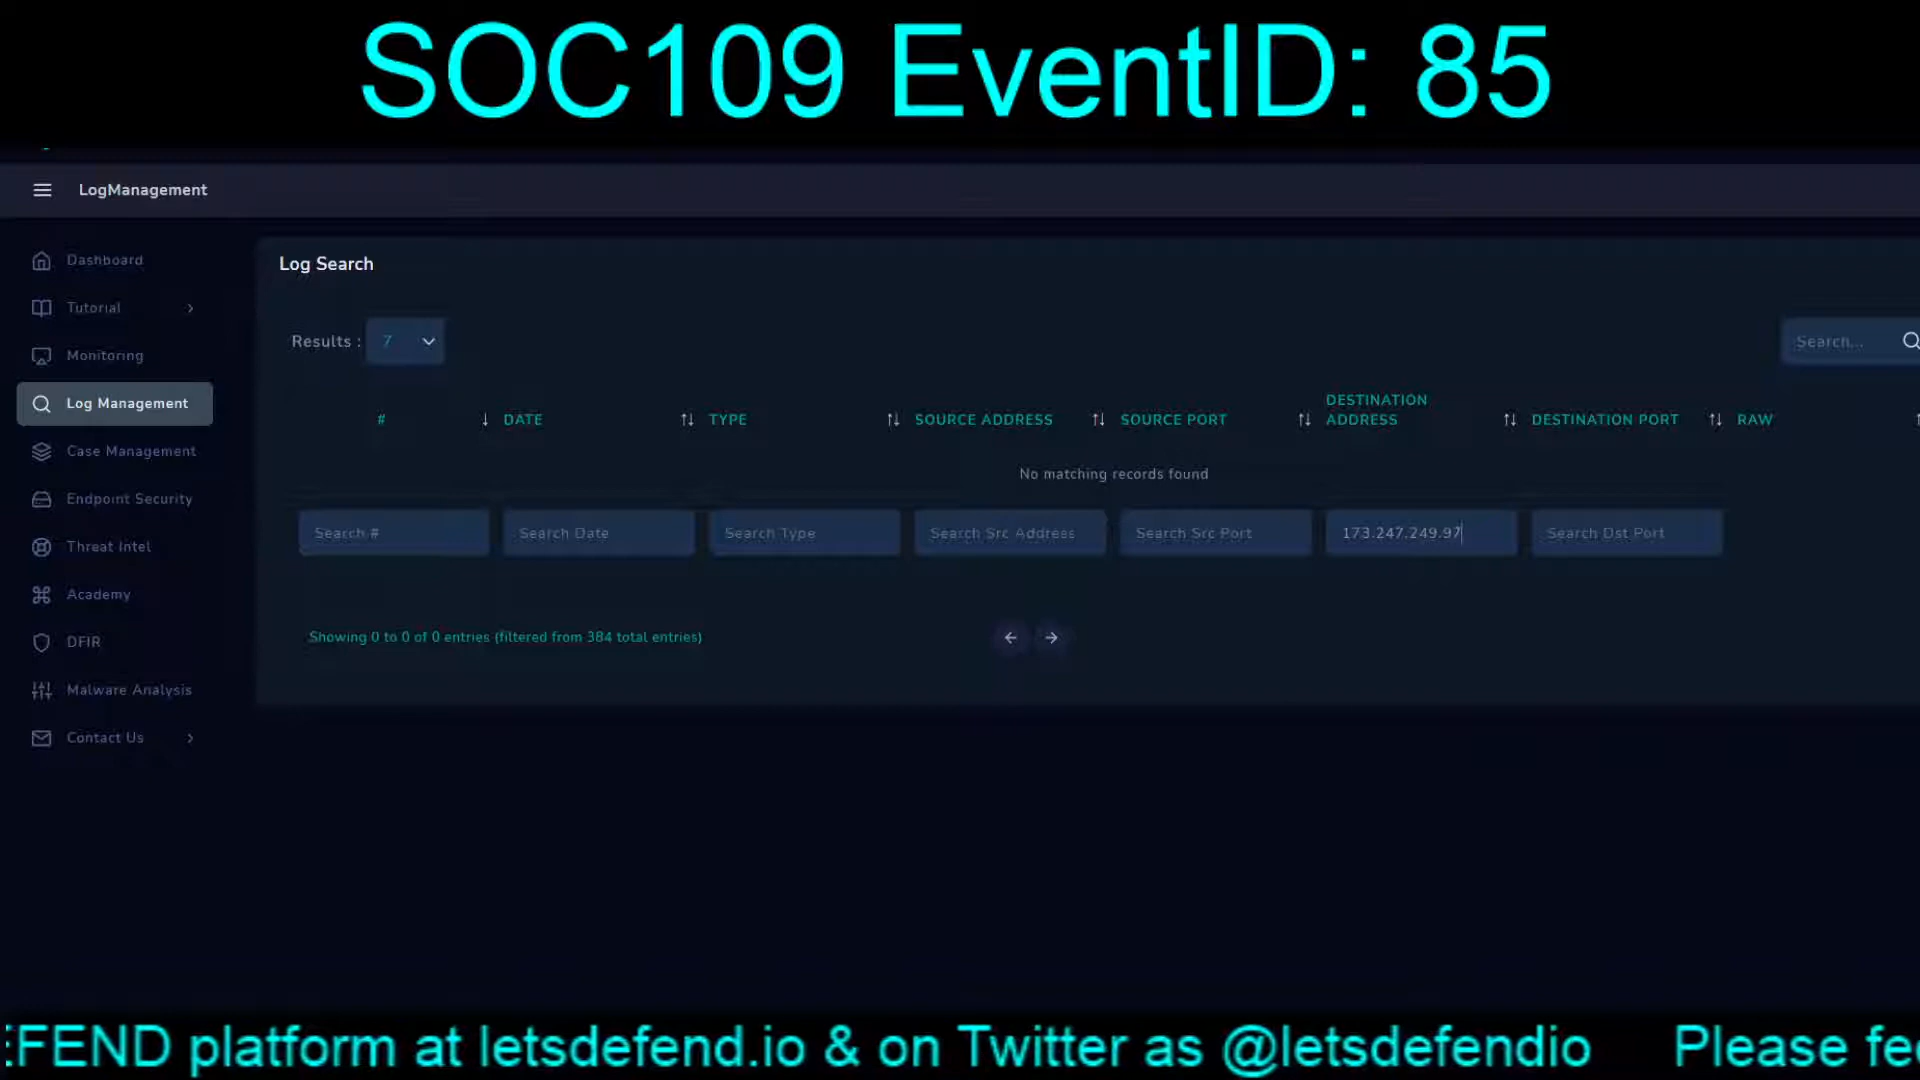 SOC109 EventID: 85
LogManagement
Dashboard
Tutorial
Monitoring
Log Management
Case Management
Endpoint Security
Threat Intel
Academy
DFIR
Malware Analysis
Contact Us
Log Search
Results : 7
Search...
# DATE TYPE SOURCE ADDRESS SOURCE PORT DESTINATION ADDRESS DESTINATION PORT RAW
No matching records found
Search # Search Date Search Type Search Src Address Search Src Port 173.247.249.97 Search Dst Port
Showing 0 to 0 of 0 entries (filtered from 384 total entries)
EFEND platform at letsdefend.io & on Twitter as @letsdefendio Please fe